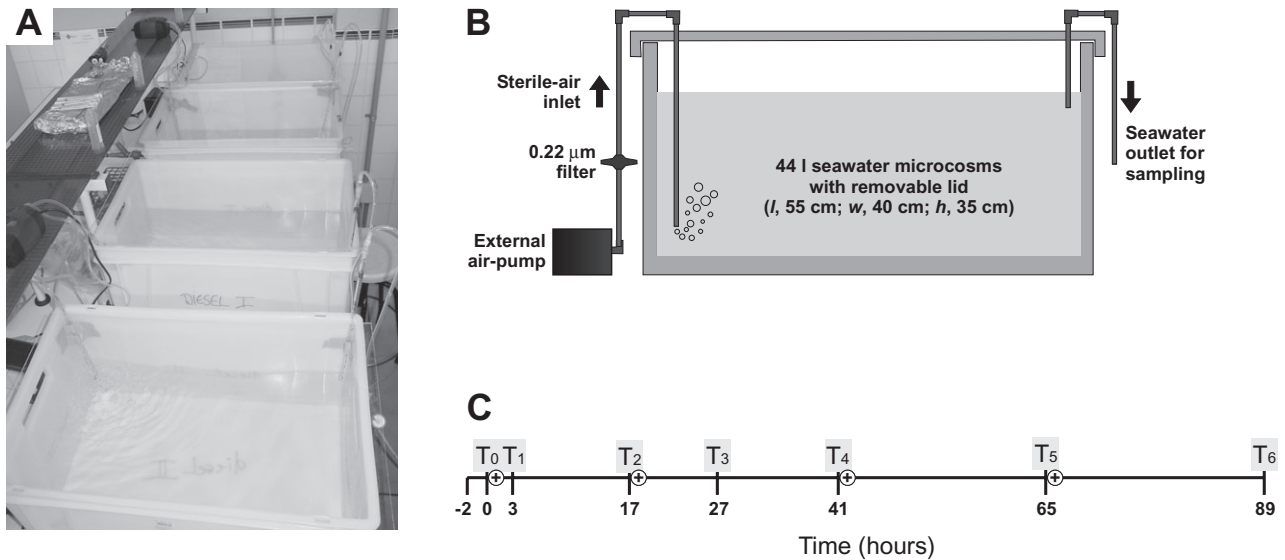 A
DIESEL I
diesel II
B
Sterile-air
inlet
0.22 μm
filter
External
air-pump
44 l seawater microcosms
with removable lid
(l, 55 cm; w, 40 cm; h, 35 cm)
Seawater
outlet for
sampling
C
T0 T1 T2 T3 T4 T5 T6
-2 0 3 17 27 41 65 89
Time (hours)